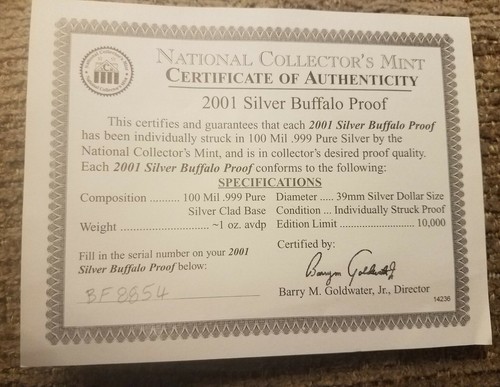 NATIONAL COLLECTOR'S MINT
CERTIFICATE OF AUTHENTICITY
2001 Silver Buffalo Proof
This certifies and guarantees that each 2001 Silver Buffalo Proof
has been individually struck in 100 Mil .999 Pure Silver by the
National Collector's Mint, and is in collector's desired proof quality.
Each 2001 Silver Buffalo Proof conforms to the following:
SPECIFICATIONS
Composition .......... 100 Mil .999 Pure
Silver Clad Base
Weight ........................ ~1 oz. avdp
Diameter ..... 39mm Silver Dollar Size
Condition ... Individually Struck Proof
Edition Limit ........................ 10,000
Fill in the serial number on your 2001
Silver Buffalo Proof below:
BF8854
Certified by:
Barry M. Goldwater, Jr., Director
14236